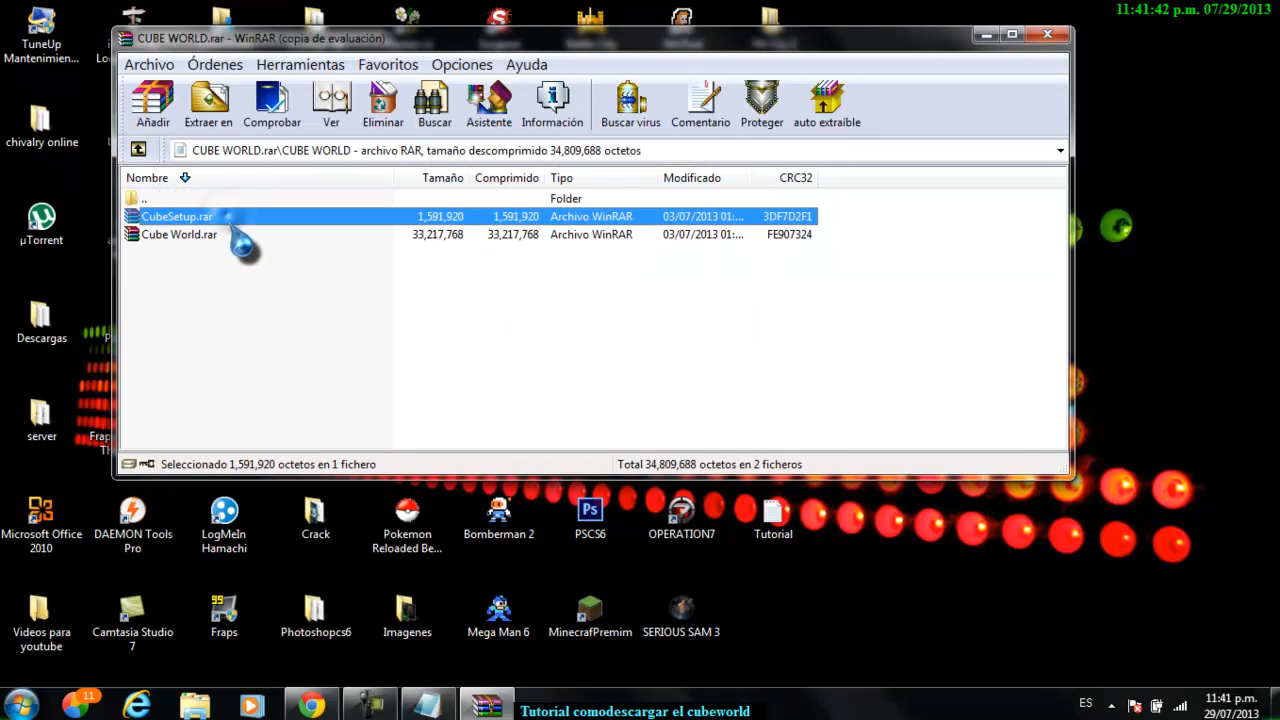 11:41:42 p.m. 07/29/2013
TuneUp
Mantenimien...
chivalry online
µTorrent
Descargas
server
CUBE WORLD.rar - WinRAR (copia de evaluación)
Archivo Órdenes Herramientas Favoritos Opciones Ayuda
Añadir Extraer en Comprobar Ver Eliminar Buscar Asistente Información Buscar virus Comentario Proteger auto extraíble
CUBE WORLD.rar\CUBE WORLD - archivo RAR, tamaño descomprimido 34,809,688 octetos
Nombre Tamaño Comprimido Tipo Modificado CRC32
.. Folder
CubeSetup.rar 1,591,920 1,591,920 Archivo WinRAR 03/07/2013 01:... 3DF7D2F1
Cube World.rar 33,217,768 33,217,768 Archivo WinRAR 03/07/2013 01:... FE907324
Seleccionado 1,591,920 octetos en 1 fichero Total 34,809,688 octetos en 2 ficheros
Microsoft Office
2010
DAEMON Tools
Pro
LogMeIn
Hamachi
Crack
Pokemon
Reloaded Be...
Bomberman 2
PSCS6
OPERATION7
Tutorial
Videos para
youtube
Camtasia Studio
7
99
Fraps
Photoshopcs6
Imagenes
Mega Man 6
MinecrafPremim
SERIOUS SAM 3
11
Tutorial comodescargar el cubeworld
ES
11:41 p.m.
29/07/2013